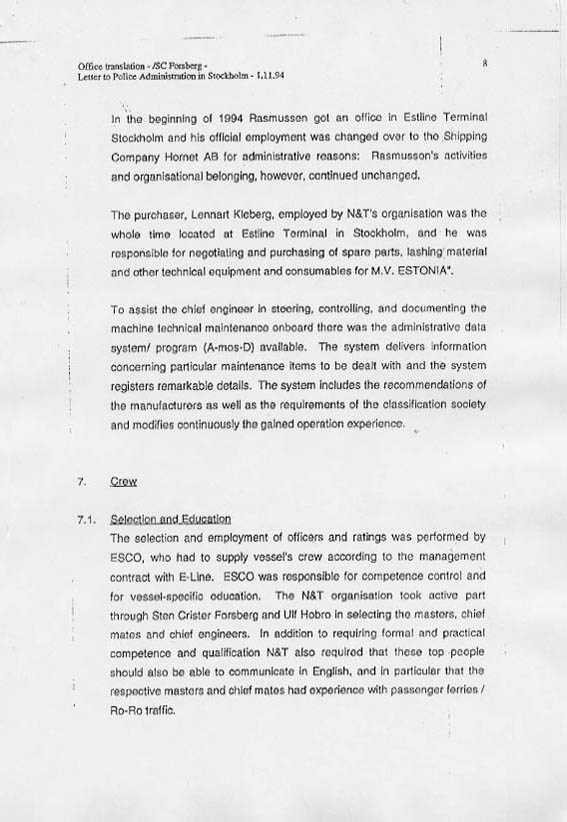 Office translation - /SC Forsberg -
8
Letter to Police Administration in Stockholm - 1.11.94
In the beginning of 1994 Rasmussen got an office in Estline Terminal
Stockholm and his official employment was changed over to the Shipping
Company Hornet AB for administrative reasons: Rasmusson's activities
and organisational belonging, however, continued unchanged.
The purchaser, Lennart Kleberg, employed by N&T's organisation was the
whole time located at Estline Terminal in Stockholm, and he was
responsible for negotiating and purchasing of spare parts, lashing material
and other technical equipment and consumables for M.V. ESTONIA".
To assist the chief engineer in steering, controlling, and documenting the
machine technical maintenance onboard there was the administrative data
system/ program (A-mos-D) available. The system delivers information
concerning particular maintenance items to be dealt with and the system
registers remarkable details. The system includes the recommendations of
the manufacturers as well as the requirements of the classification society
and modifies continuously the gained operation experience.
7. Crew
7.1. Selection and Education
The selection and employment of officers and ratings was performed by
ESCO, who had to supply vessel's crew according to the management
contract with E-Line. ESCO was responsible for competence control and
for vessel-specific education. The N&T organisation took active part
through Sten Crister Forsberg and Ulf Hobro in selecting the masters, chief
mates and chief engineers. In addition to requiring formal and practical
competence and qualification N&T also required that these top people
should also be able to communicate in English, and in particular that the
respective masters and chief mates had experience with passenger ferries /
Ro-Ro traffic.